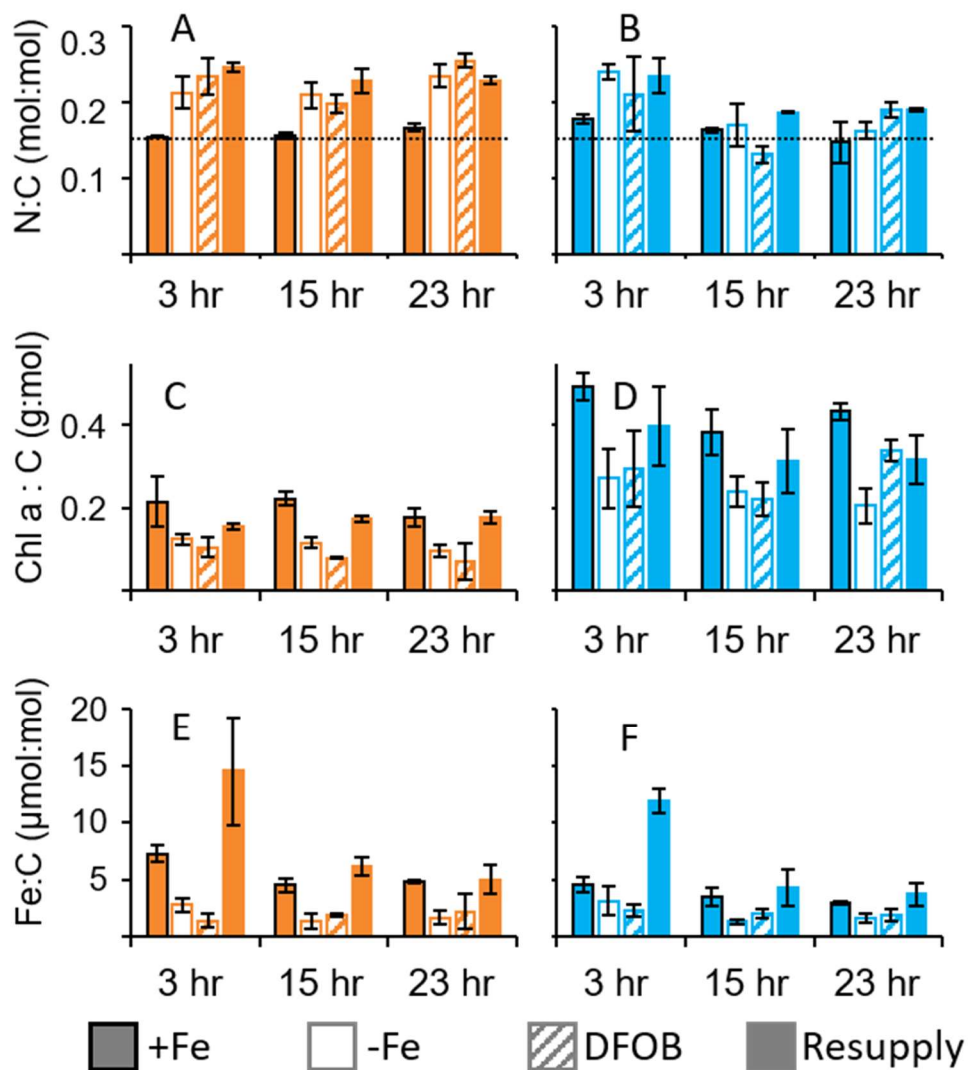 A B
N:C (mol:mol)
0.3
0.2
0.1
3 hr 15 hr 23 hr 3 hr 15 hr 23 hr
C D
Chl a : C (g:mol)
0.4
0.2
3 hr 15 hr 23 hr 3 hr 15 hr 23 hr
E F
Fe:C (µmol:mol)
20
15
10
5
3 hr 15 hr 23 hr 3 hr 15 hr 23 hr
+Fe -Fe DFOB Resupply